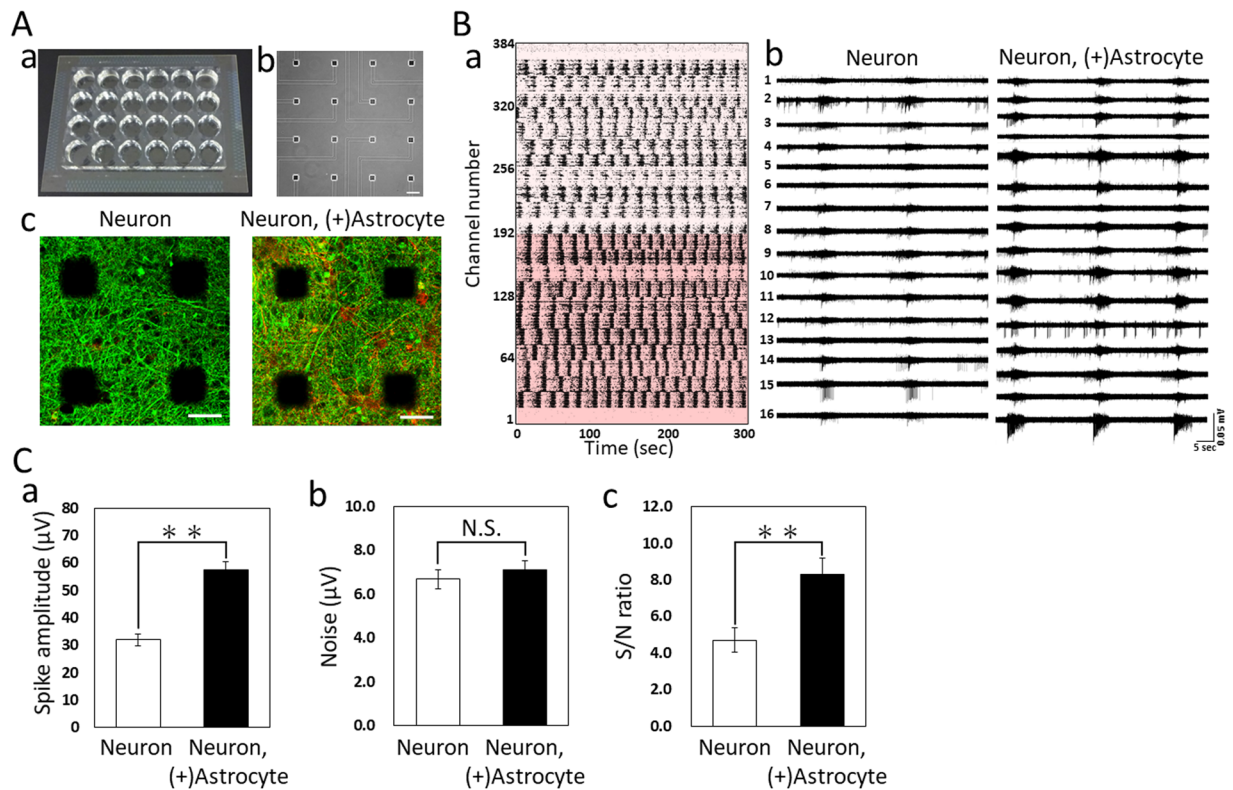 A
a
b
c
Neuron
Neuron, (+)Astrocyte
B
a
384
320
256
192
128
64
1
Channel number
0
100
200
300
Time (sec)
b
Neuron
Neuron, (+)Astrocyte
1
2
3
4
5
6
7
8
9
10
11
12
13
14
15
16
0.05 mA
5 sec
C
a
Spike amplitude (μV)
80
70
60
50
40
30
20
10
0
＊＊
Neuron
Neuron,
(+)Astrocyte
b
Noise (μV)
10.0
8.0
6.0
4.0
2.0
0.0
N.S.
Neuron
Neuron,
(+)Astrocyte
c
S/N ratio
12.0
10.0
8.0
6.0
4.0
2.0
0.0
＊＊
Neuron
Neuron,
(+)Astrocyte